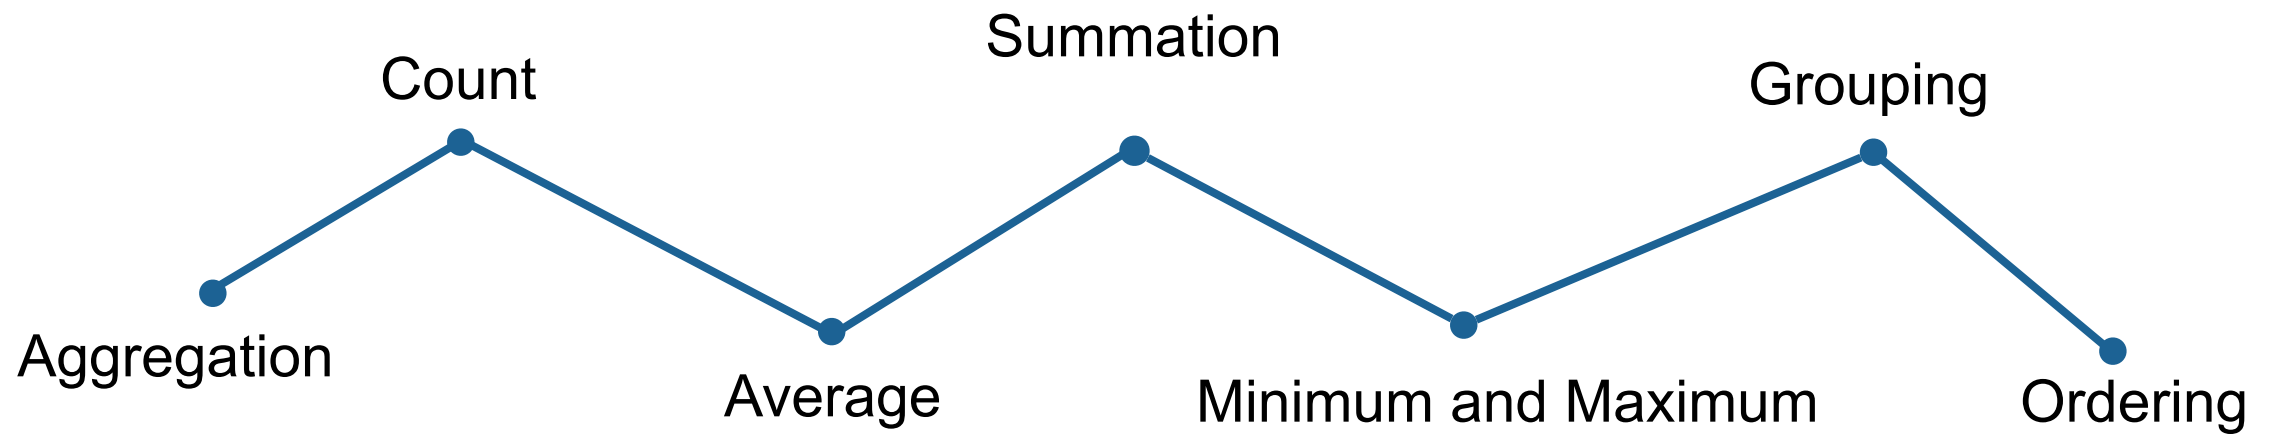 Aggregation
Count
Average
Summation
Minimum and Maximum
Grouping
Ordering